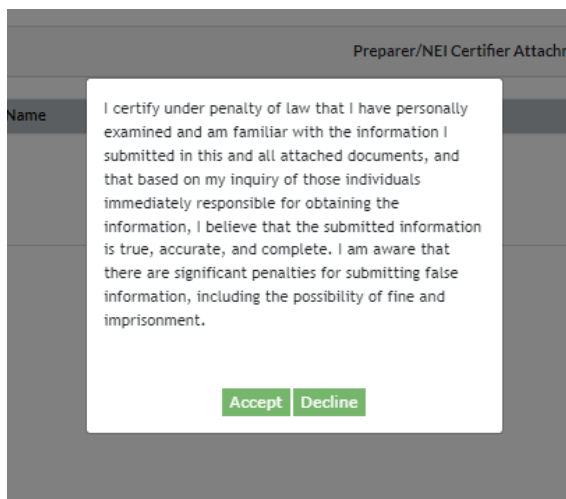 Preparer/NEI Certifier Attachm
Name
I certify under penalty of law that I have personally
examined and am familiar with the information I
submitted in this and all attached documents, and
that based on my inquiry of those individuals
immediately responsible for obtaining the
information, I believe that the submitted information
is true, accurate, and complete. I am aware that
there are significant penalties for submitting false
information, including the possibility of fine and
imprisonment.
Accept Decline